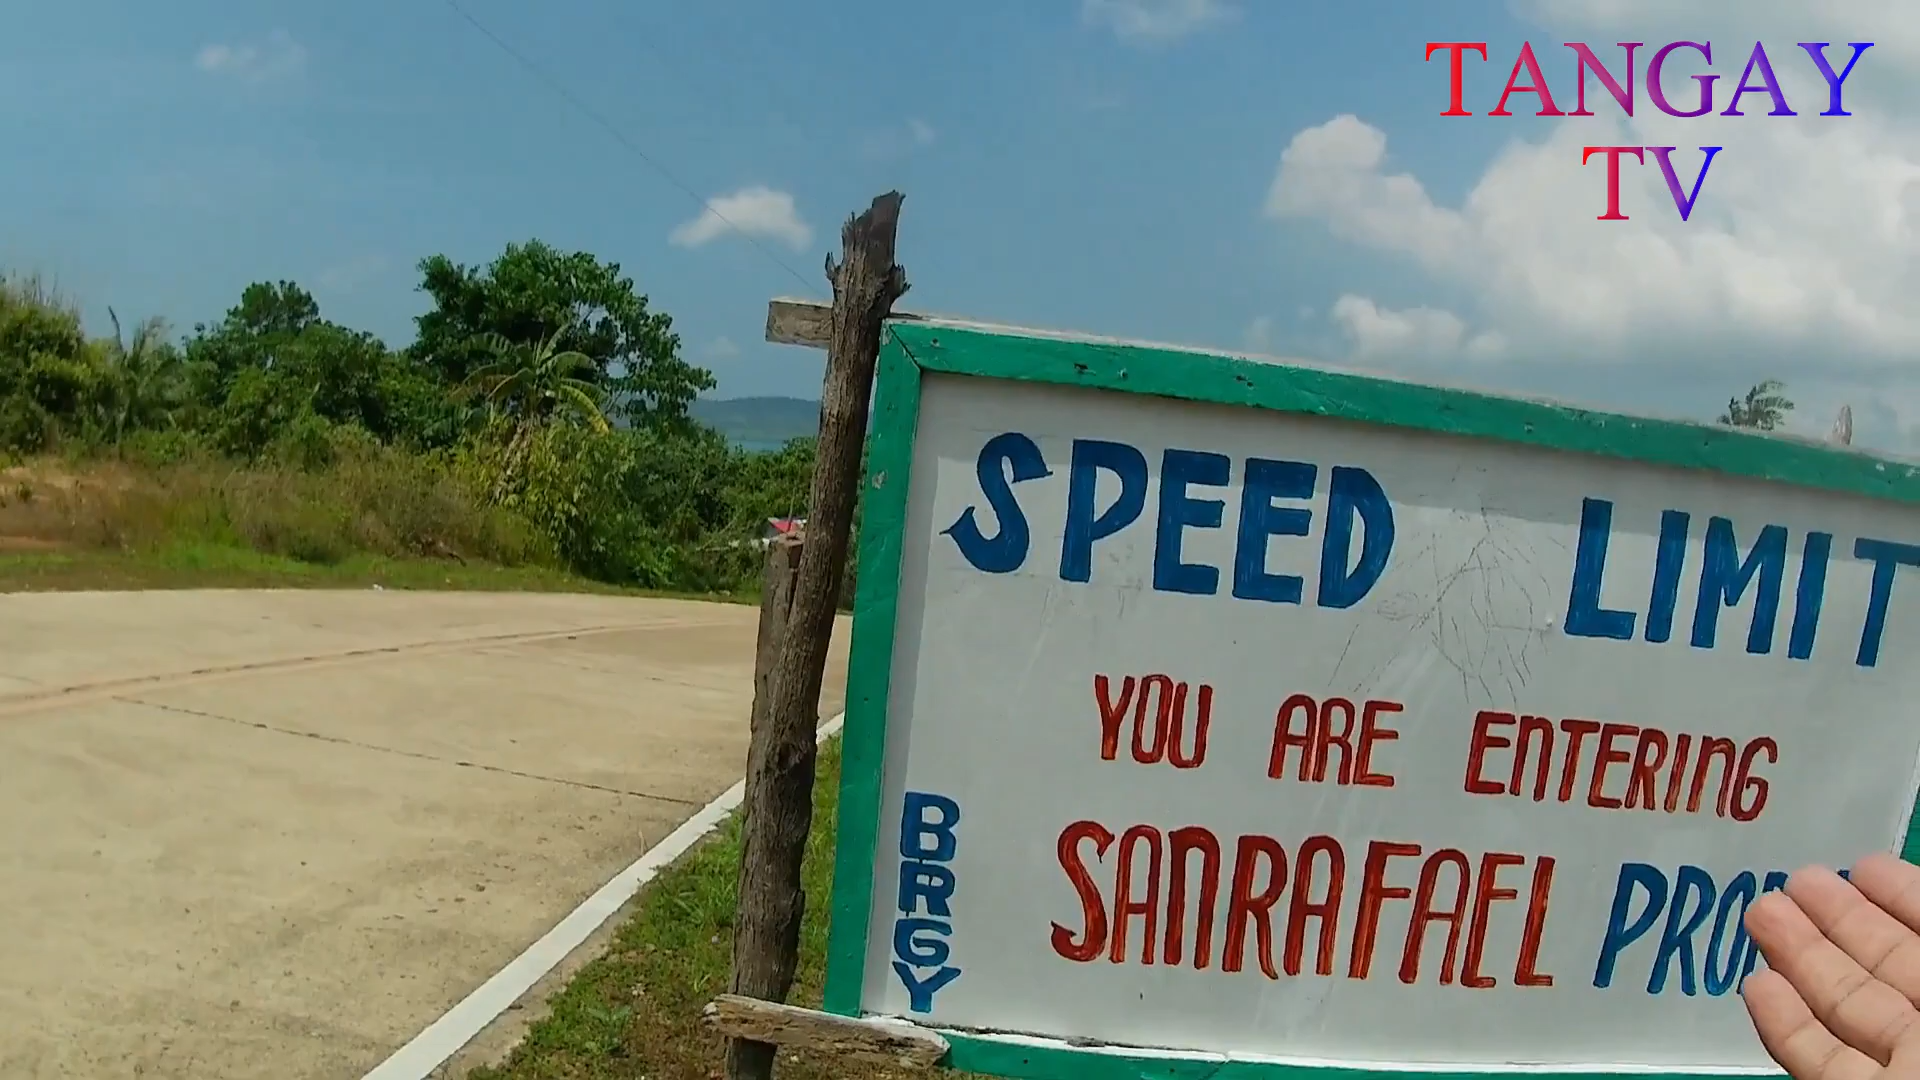 TANGAY
TV
SPEED LIMIT
YOU ARE ENTERING
BRGY SANRAFAEL